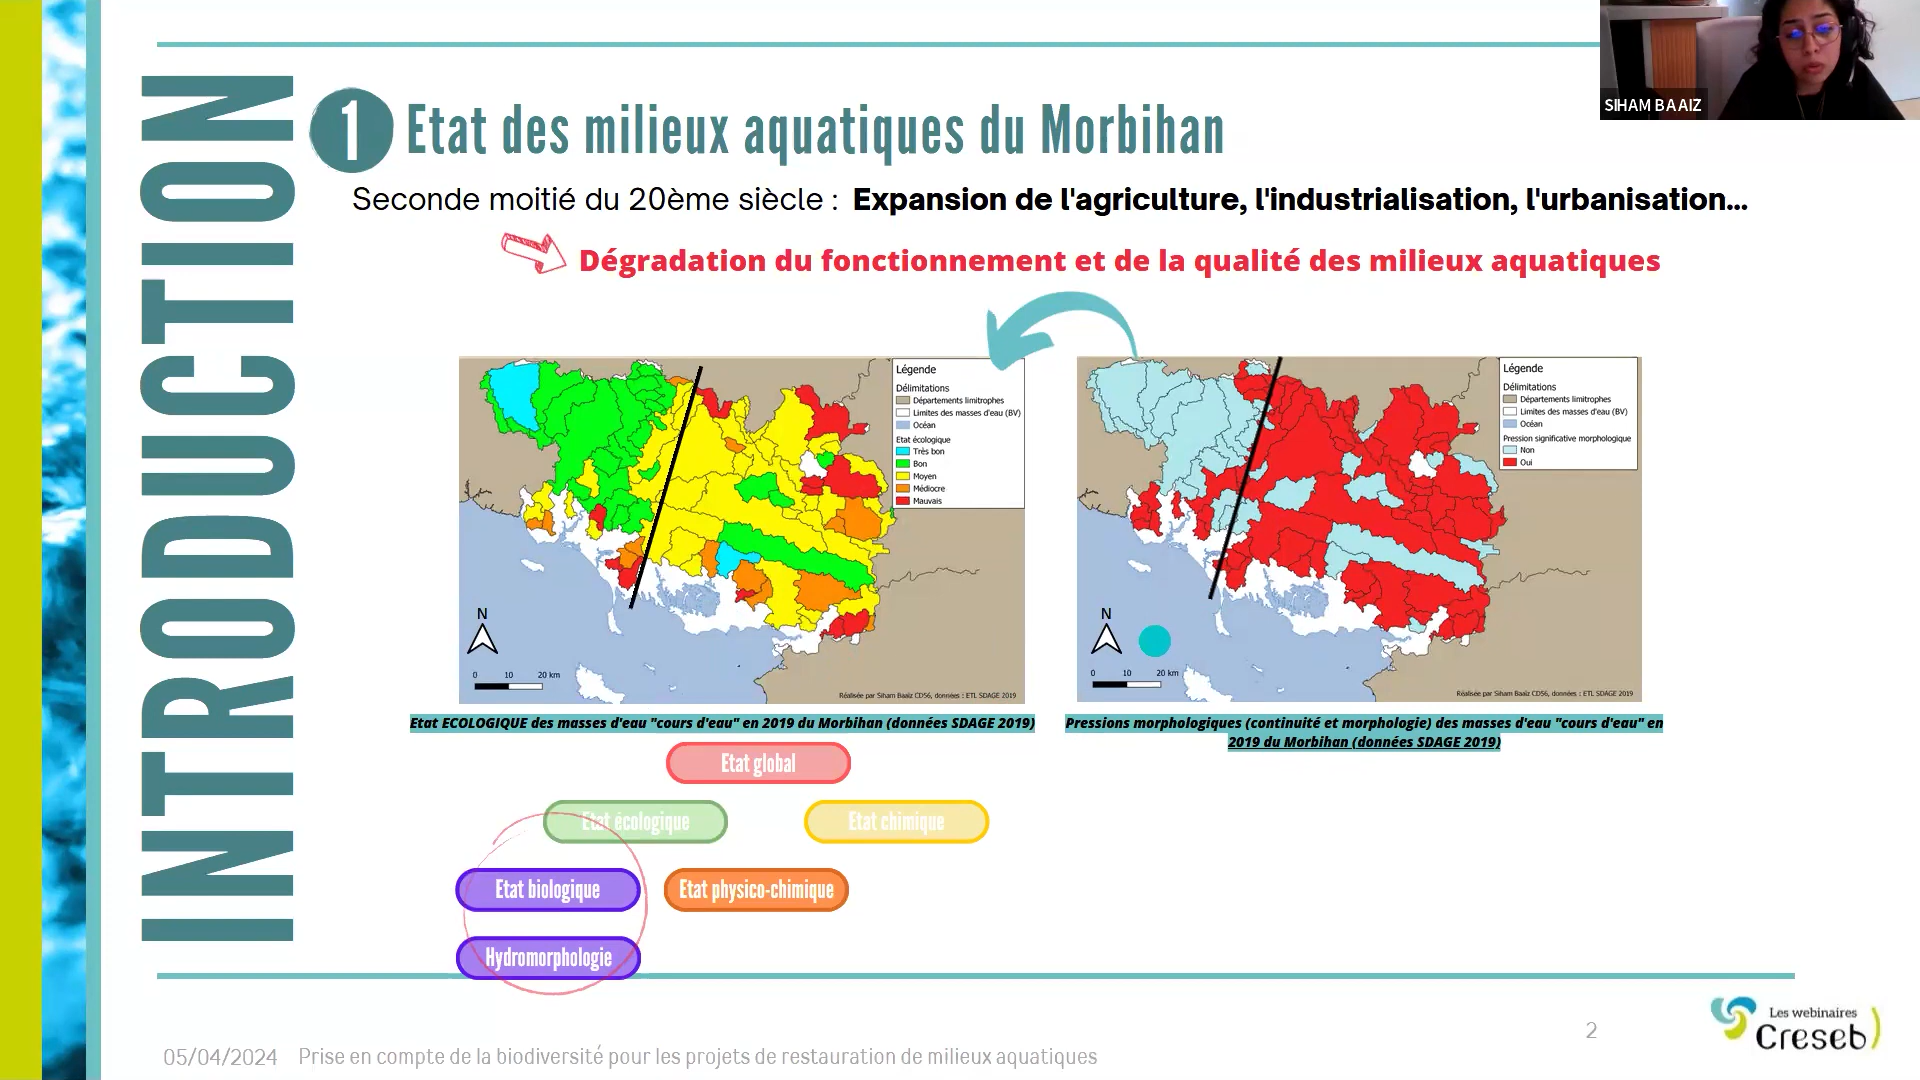 SIHAM BAAIZ
INTRODUCTION
1 Etat des milieux aquatiques du Morbihan
Seconde moitié du 20ème siècle : Expansion de l'agriculture, l'industrialisation, l'urbanisation...
Dégradation du fonctionnement et de la qualité des milieux aquatiques
Légende
Délimitations
Départements limitrophes
Limites des masses d'eau (BV)
Océan
Etat écologique
Très bon
Bon
Moyen
Médiocre
Mauvais
N
0 10 20 km
Réalisée par Siham Baaiz CD56, données : ETL SDAGE 2019
Légende
Délimitations
Départements limitrophes
Limites des masses d'eau (BV)
Océan
Pression significative morphologique
Non
Oui
N
0 10 20 km
Réalisée par Siham Baaiz CD56, données : ETL SDAGE 2019
Etat ECOLOGIQUE des masses d'eau "cours d'eau" en 2019 du Morbihan (données SDAGE 2019)
Pressions morphologiques (continuité et morphologie) des masses d'eau "cours d'eau" en
2019 du Morbihan (données SDAGE 2019)
Etat global
Etat écologique
Etat chimique
Etat biologique
Etat physico-chimique
Hydromorphologie
2
Les webinaires
Creseb
05/04/2024 Prise en compte de la biodiversité pour les projets de restauration de milieux aquatiques